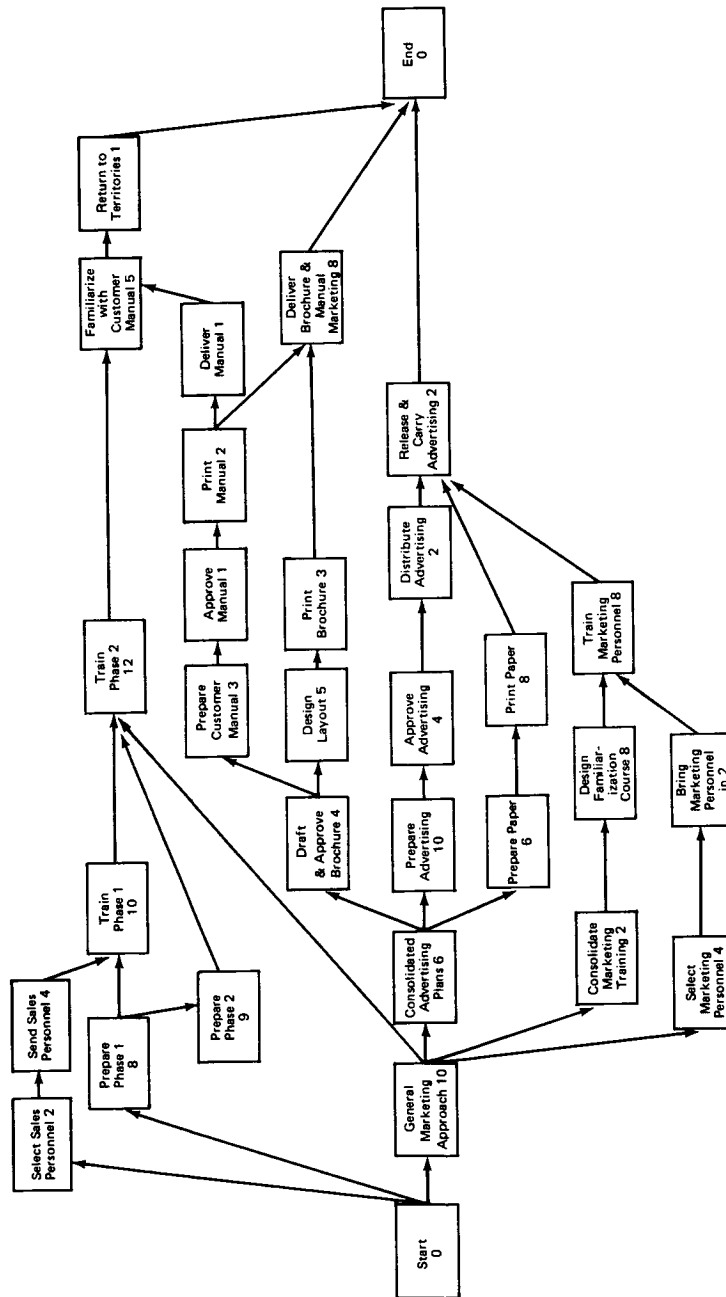 Start
0
Select Sales
Personnel 2
Send Sales
Personnel 4
Prepare
Phase 1
8
Prepare
Phase 2
9
Train
Phase 1
10
Train
Phase 2
12
Familiarize
with
Customer
Manual 5
Return to
Territories 1
Prepare
Customer
Manual 3
Approve
Manual 1
Print
Manual 2
Deliver
Manual 1
Draft
& Approve
Brochure 4
Design
Layout 5
Print
Brochure 3
Deliver
Brochure &
Manual
Marketing 8
General
Marketing
Approach 10
Consolidated
Advertising
Plans 6
Prepare
Advertising
10
Approve
Advertising
4
Distribute
Advertising
2
Release &
Carry
Advertising 2
End
0
Prepare Paper
6
Print Paper
8
Consolidate
Marketing
Training 2
Design
Familiar-
ization
Course 8
Train
Marketing
Personnel 8
Select
Marketing
Personnel 4
Bring
Marketing
Personnel
in 2